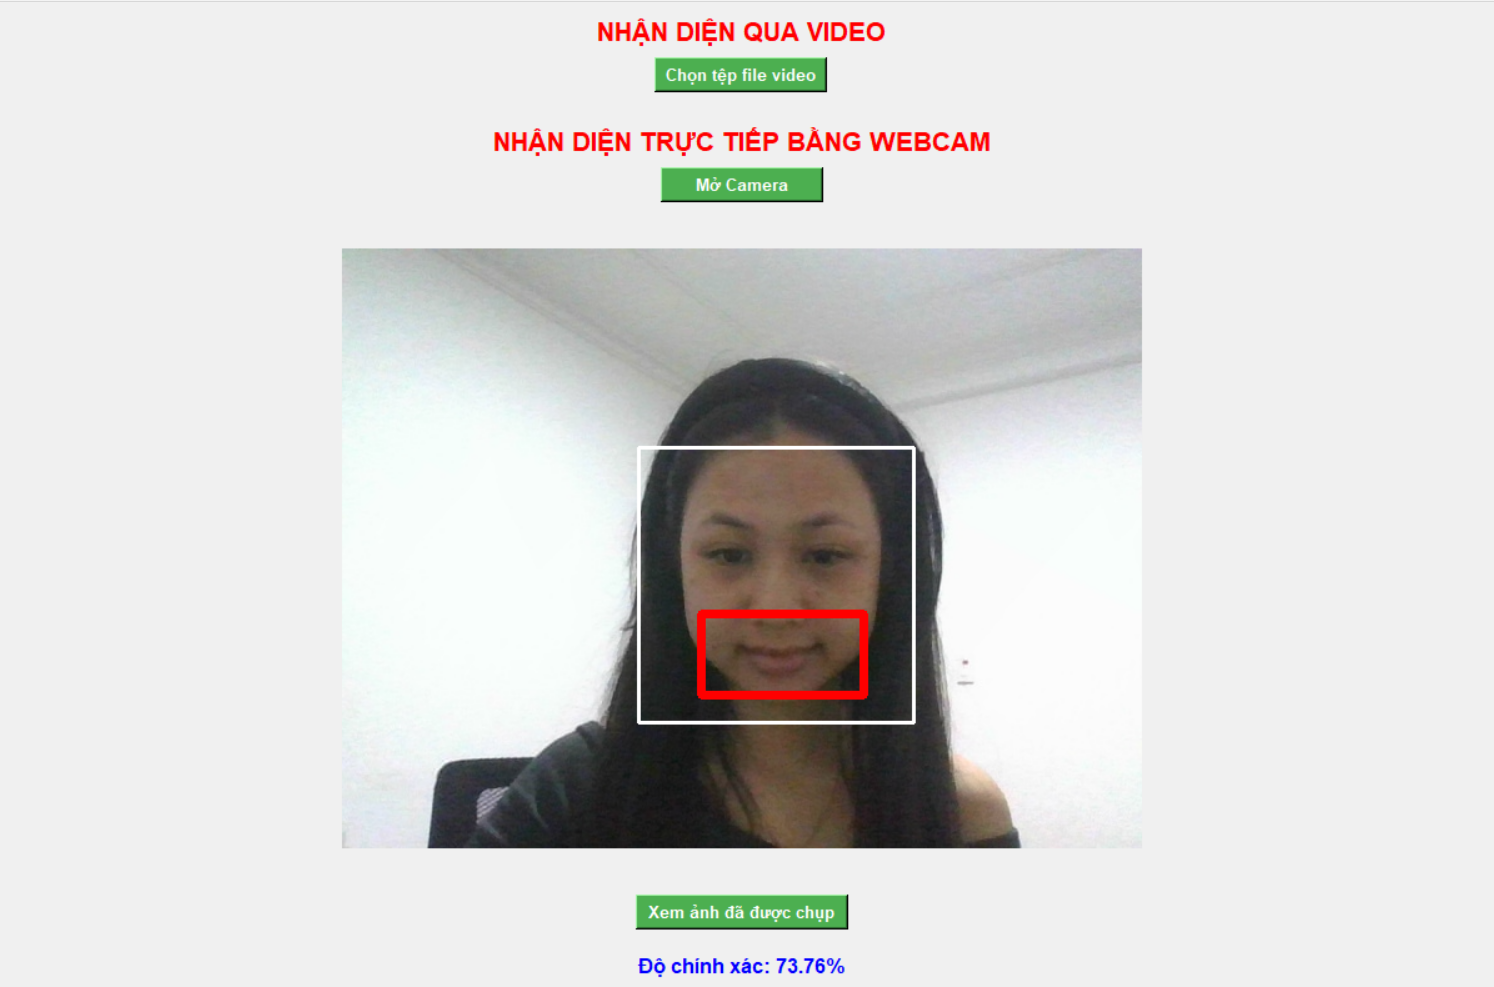 NHẬN DIỆN QUA VIDEO
Chọn tệp file video
NHẬN DIỆN TRỰC TIẾP BẰNG WEBCAM
Mở Camera
Xem ảnh đã được chụp
Độ chính xác: 73.76%